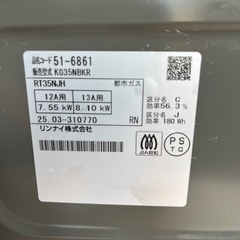 品名コード 51-6861
販売型式 KG35NBKR
RT35NJH 都市ガス
12A用 13A用
7.55 kW 8.10 kW
25.03-310770 RN
リンナイ株式会社
区分名 C
効率56.3%
区分名 J
効率 180 Wh
JIA認証
PS
TG